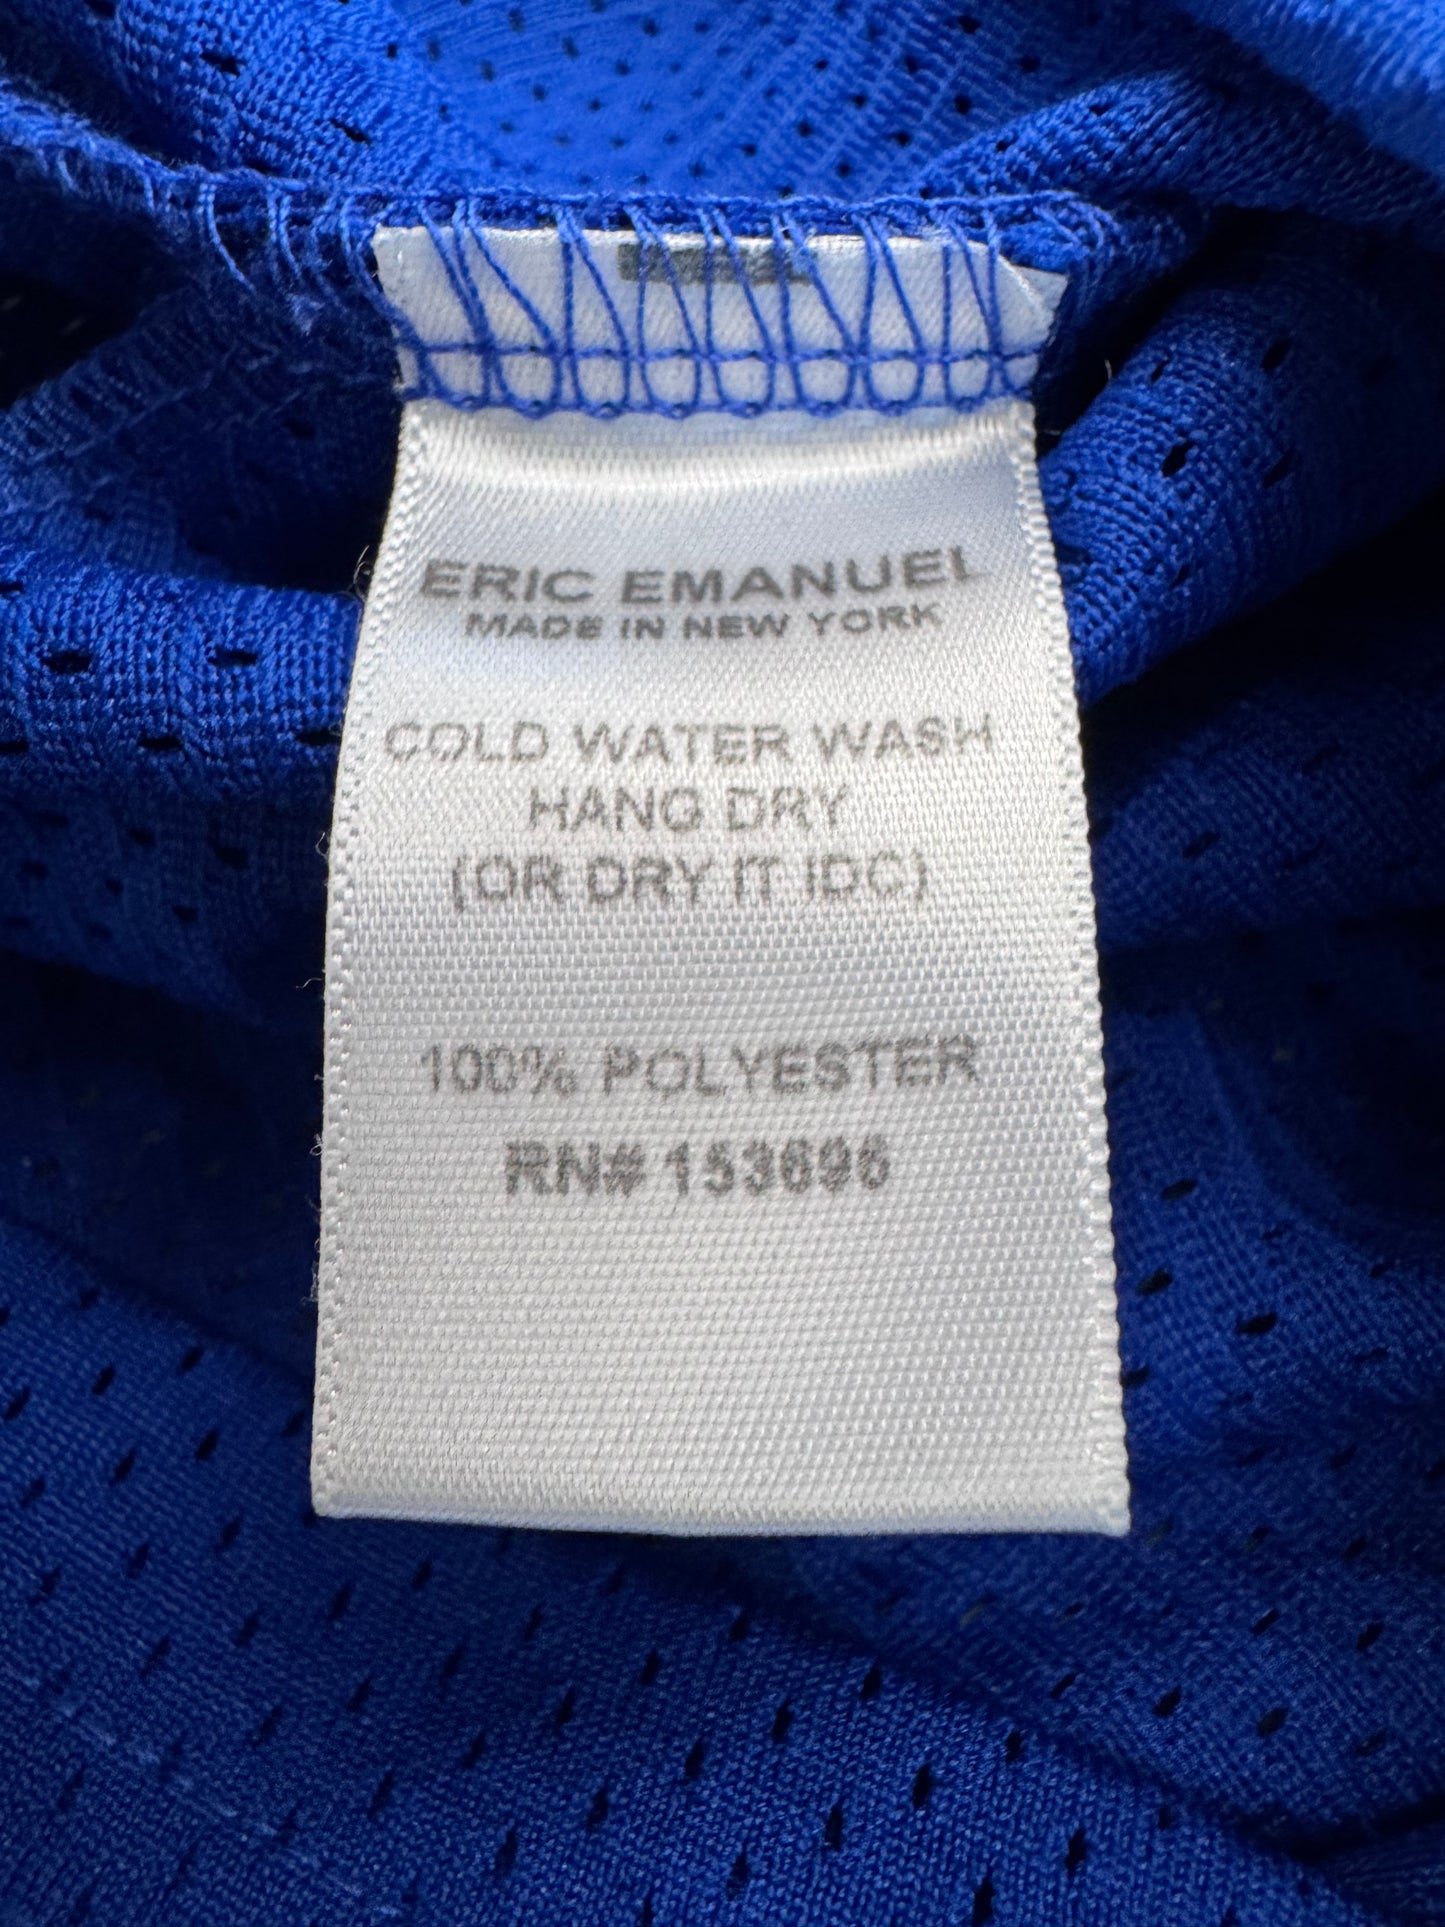 ERIC EMANUEL
MADE IN NEW YORK
COLD WATER WASH
HANG DRY
(OR DRY IT IDC)
100% POLYESTER
RN# 153696